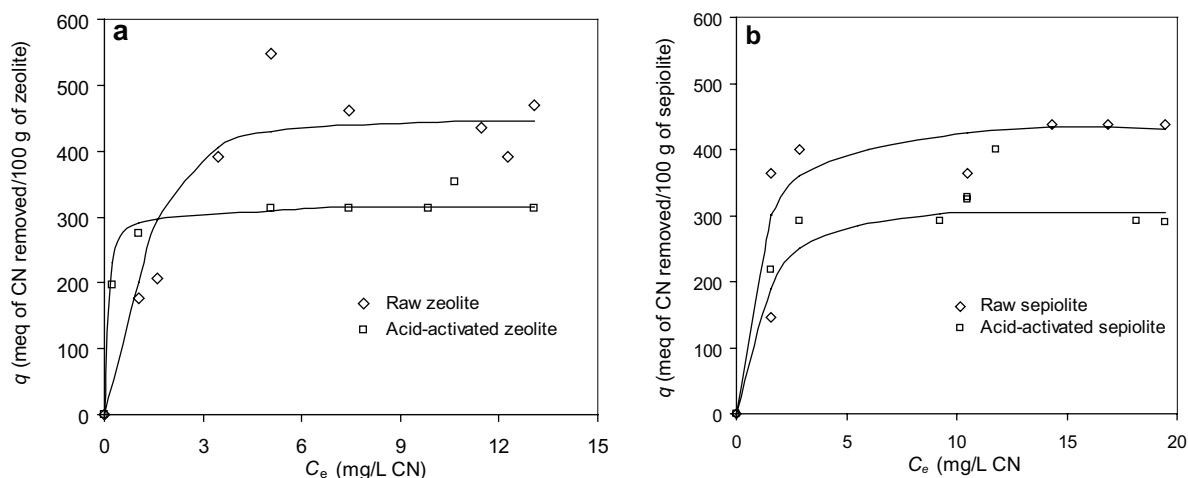 a
q (meq of CN removed/100 g of zeolite)
600
500
400
300
200
100
0
Raw zeolite
Acid-activated zeolite
0 3 6 9 12 15
Ce (mg/L CN)
b
q (meq of CN removed/100 g of sepiolite)
600
500
400
300
200
100
0
Raw sepiolite
Acid-activated sepiolite
0 5 10 15 20
Ce mg/L CN